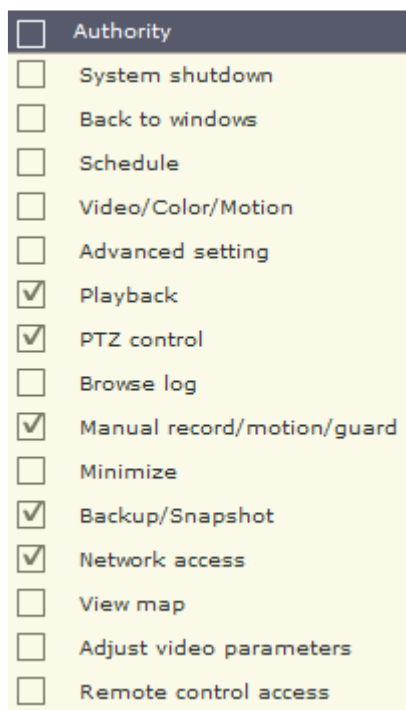 Authority
System shutdown
Back to windows
Schedule
Video/Color/Motion
Advanced setting
Playback
PTZ control
Browse log
Manual record/motion/guard
Minimize
Backup/Snapshot
Network access
View map
Adjust video parameters
Remote control access